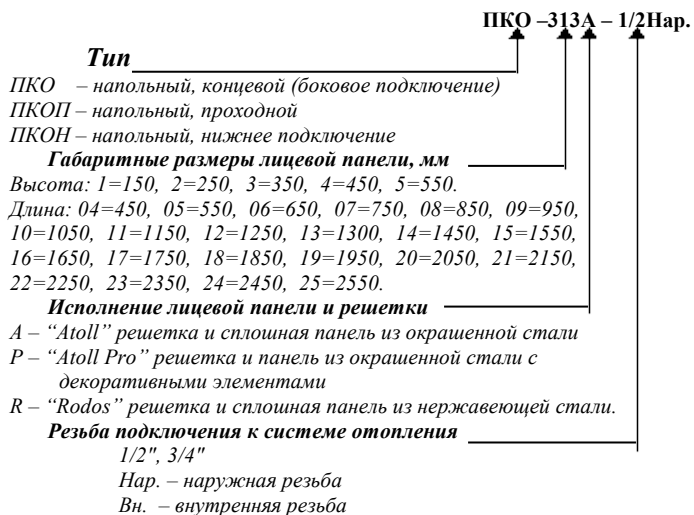 ПКО –313А – 1/2Нар.
Тип
ПКО – напольный, концевой (боковое подключение)
ПКОП – напольный, проходной
ПКОН – напольный, нижнее подключение
Габаритные размеры лицевой панели, мм
Высота: 1=150, 2=250, 3=350, 4=450, 5=550.
Длина: 04=450, 05=550, 06=650, 07=750, 08=850, 09=950,
10=1050, 11=1150, 12=1250, 13=1300, 14=1450, 15=1550,
16=1650, 17=1750, 18=1850, 19=1950, 20=2050, 21=2150,
22=2250, 23=2350, 24=2450, 25=2550.
Исполнение лицевой панели и решетки
А – “Atoll” решетка и сплошная панель из окрашенной стали
Р – “Atoll Pro” решетка и панель из окрашенной стали с
декоративными элементами
R – “Rodos” решетка и сплошная панель из нержавеющей стали.
Резьба подключения к системе отопления
1/2", 3/4"
Нар. – наружная резьба
Вн. – внутренняя резьба